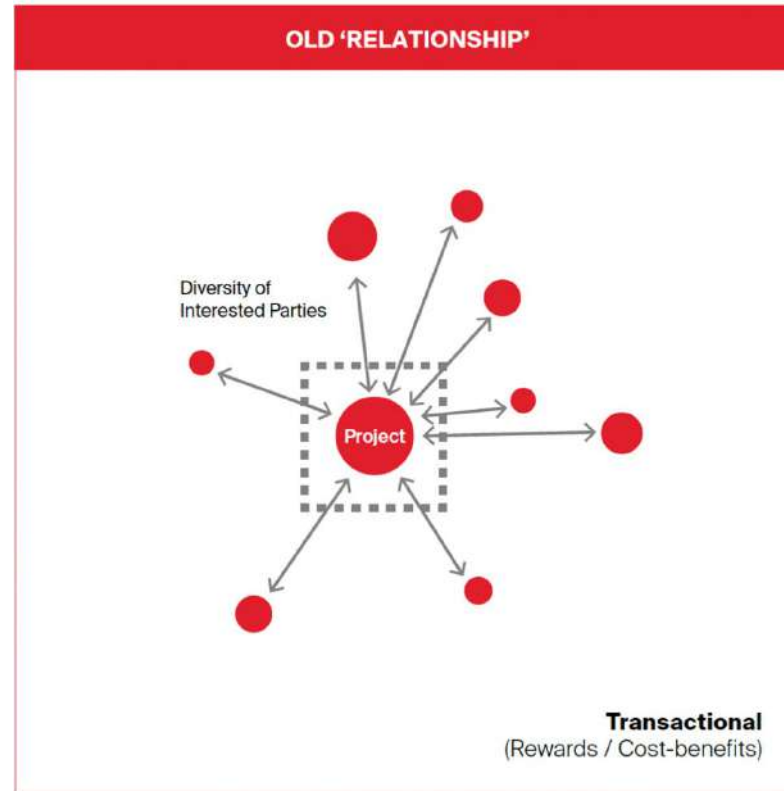 OLD ‘RELATIONSHIP’
Diversity of
Interested Parties
Project
Transactional
(Rewards / Cost-benefits)